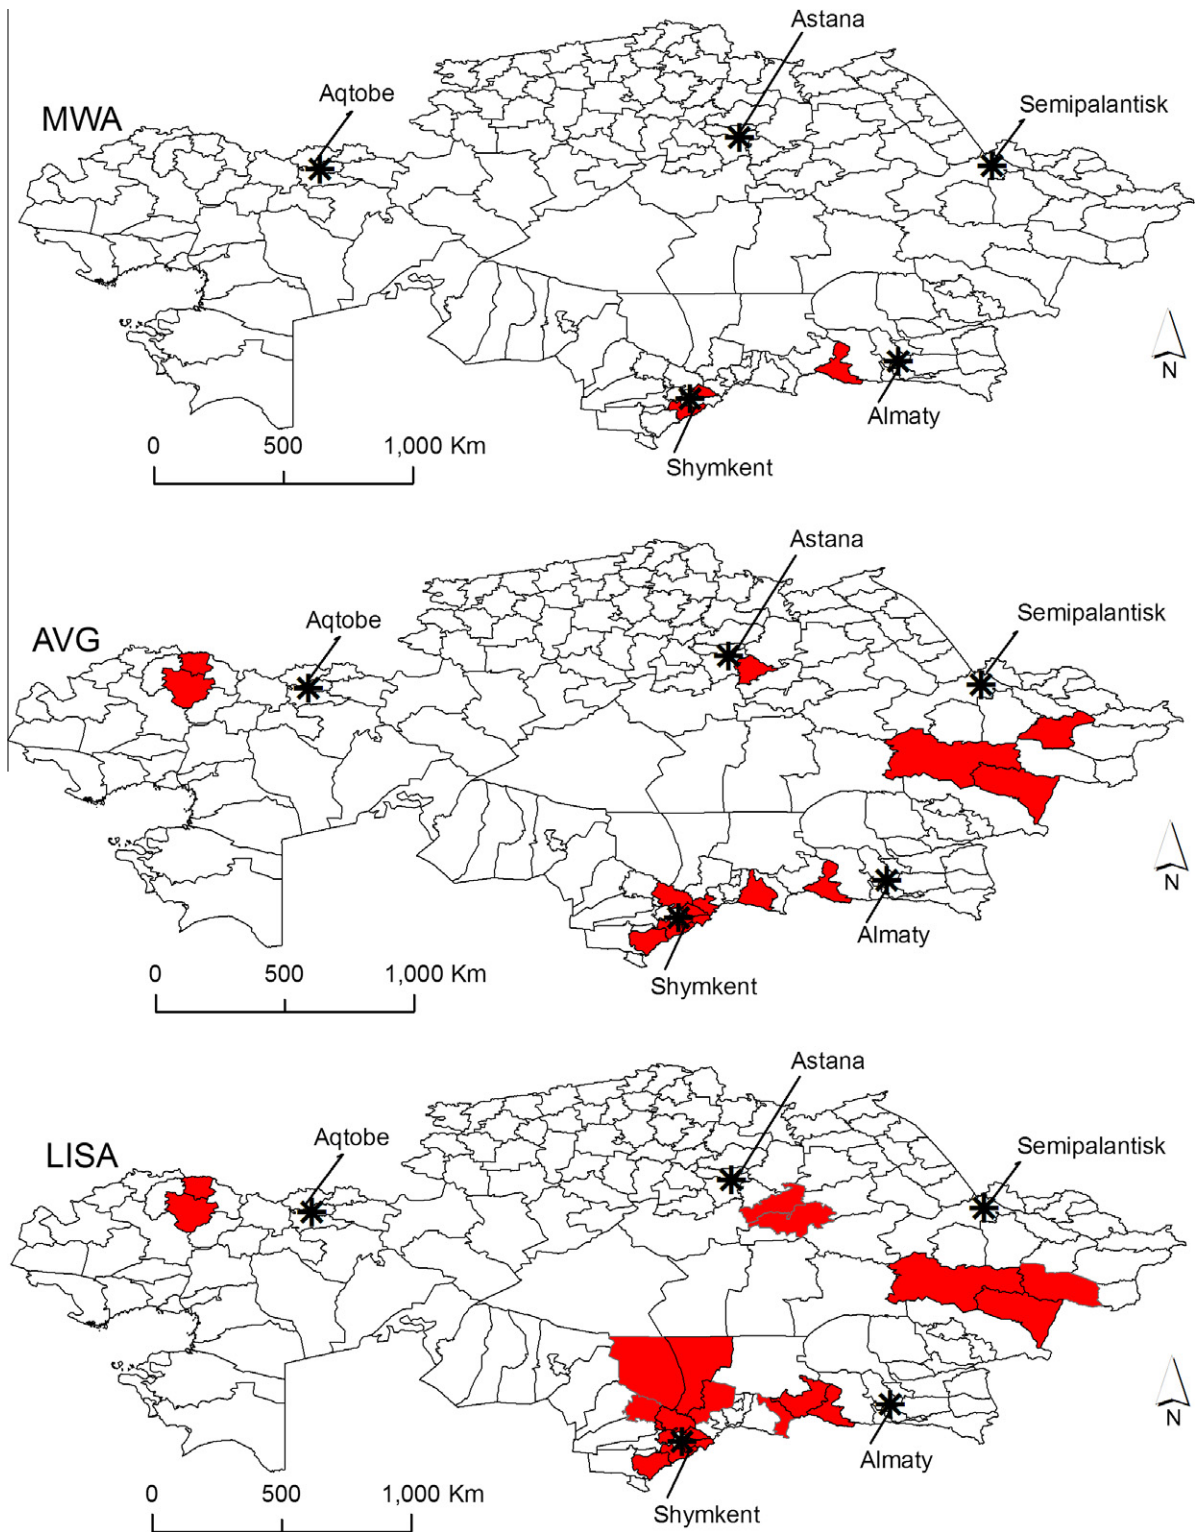 Astana
Aqtobe
Semipalantisk
MWA
N
Almaty
0 500 1,000 Km
Shymkent
Astana
Semipalantisk
Aqtobe
AVG
N
Almaty
0 500 1,000 Km
Shymkent
Astana
Aqtobe
Semipalantisk
LISA
N
Almaty
0 500 1,000 Km
Shymkent